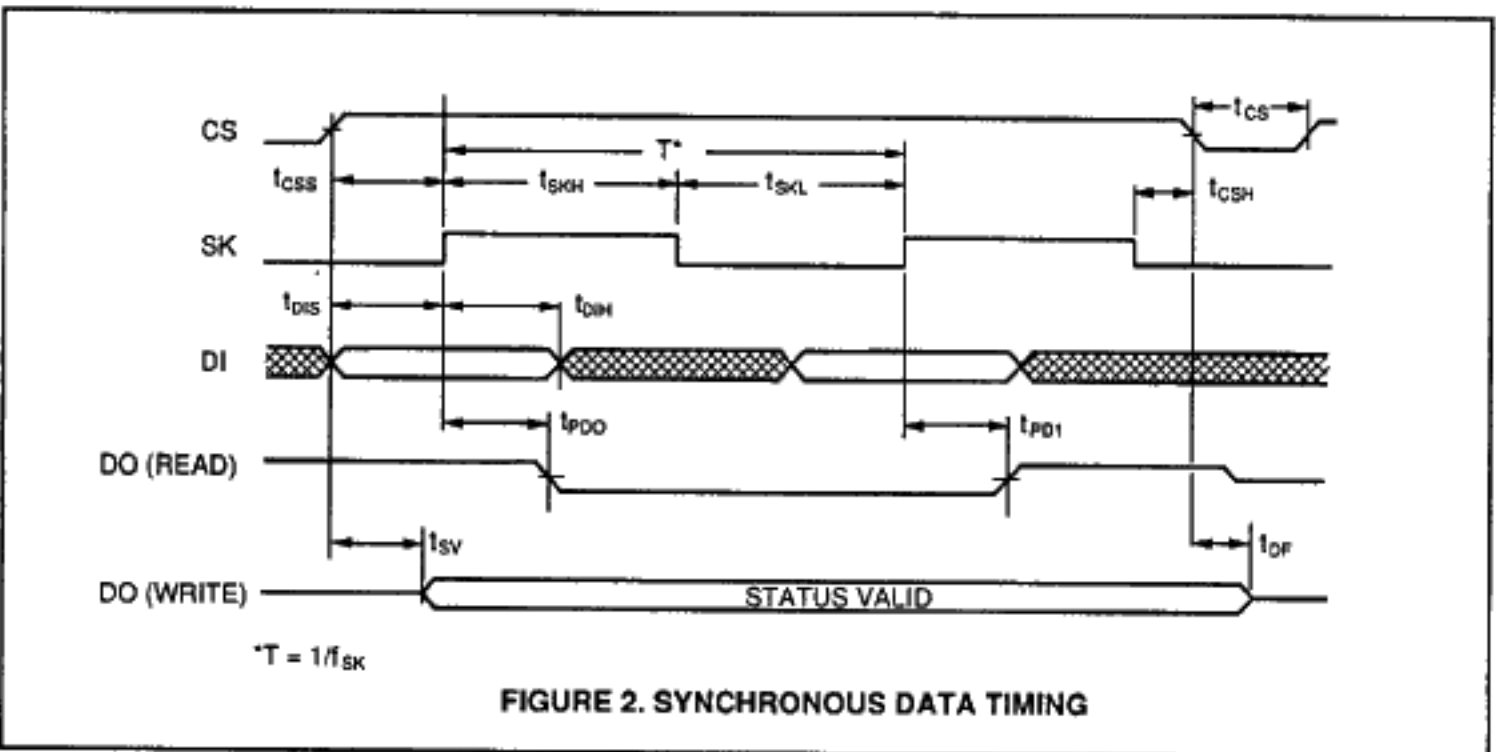 CS
tCS
T*
tCSS
tSKH
tSKL
tCSH
SK
tDIS
tDIH
DI
tPD0
tPD1
DO (READ)
tSV
tDF
DO (WRITE)
STATUS VALID
*T = 1/fSK
FIGURE 2. SYNCHRONOUS DATA TIMING